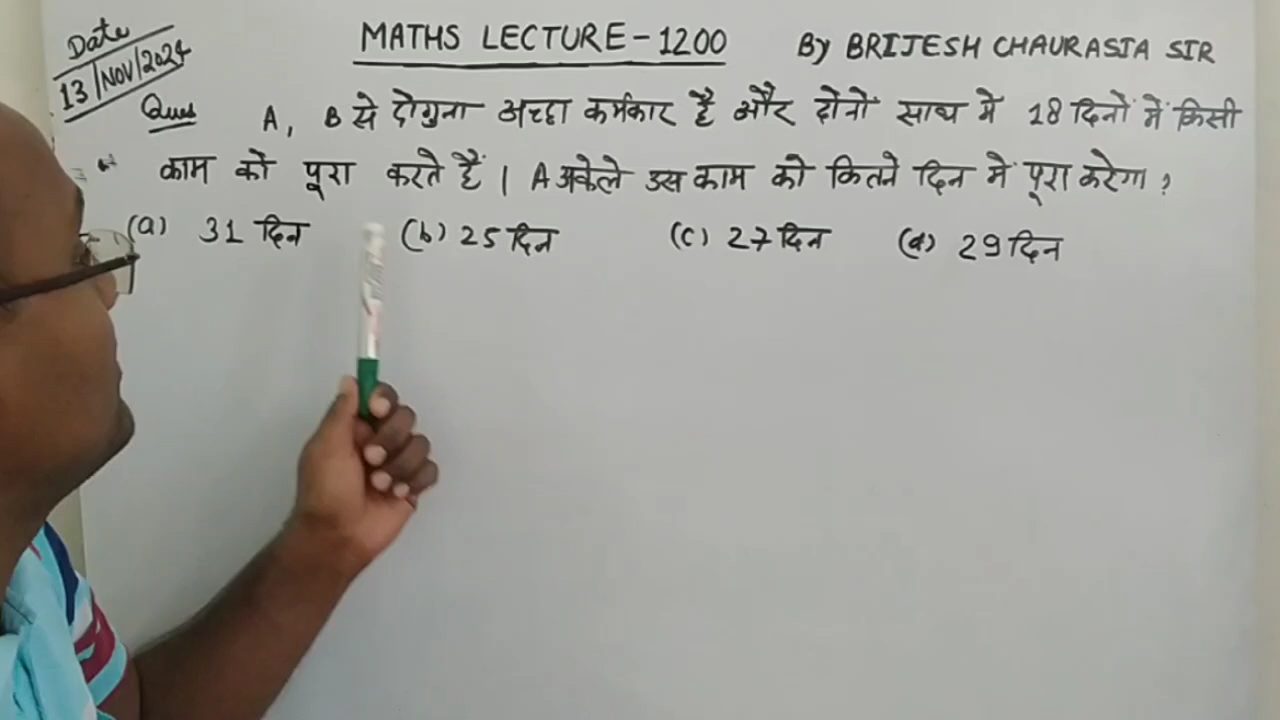 Date
13/NOV/2024
MATHS LECTURE-1200 By BRIJESH CHAURASIA SIR
Ques A, B से दोगुना अच्छा कर्मकार है और दोनों साथ मे 18 दिनों में किसी
काम को पूरा करते हैं | A अकेले उस काम को कितने दिन मे पूरा करेगा ?
(a) 31 दिन (b) 25 दिन (c) 27 दिन (d) 29 दिन